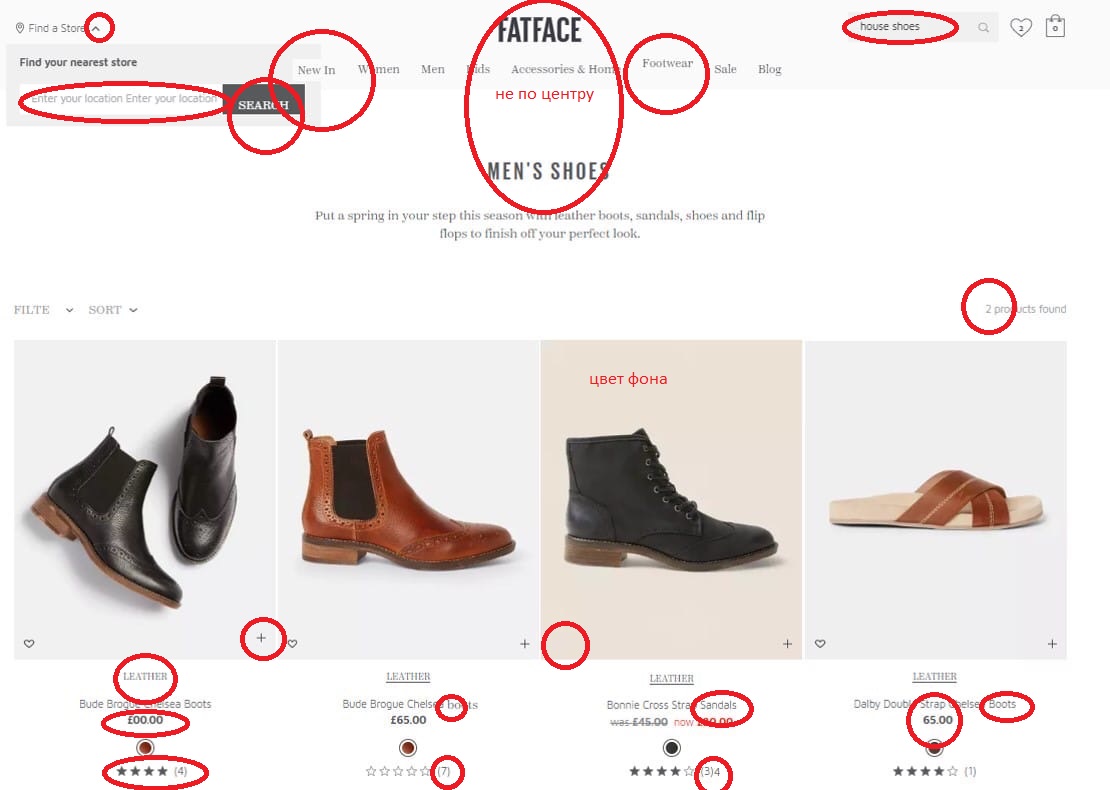 Find a Store
FATFACE
house shoes
2
0
Find your nearest store
New In Women Men Kids Accessories & Home Footwear Sale Blog
не по центру
Enter your location Enter your location
SEARCH
MEN'S SHOES
Put a spring in your step this season with leather boots, sandals, shoes and flip
flops to finish off your perfect look.
FILTE SORT
2 products found
цвет фона
LEATHER LEATHER LEATHER LEATHER
Bude Brogue Chelsea Boots Bude Brogue Chelsea boots Bonnie Cross Strap Sandals Dalby Double Strap Chelsea Boots
£00.00 £65.00 was £45.00 now £20.00 65.00
(4) (7) (3)4 (1)